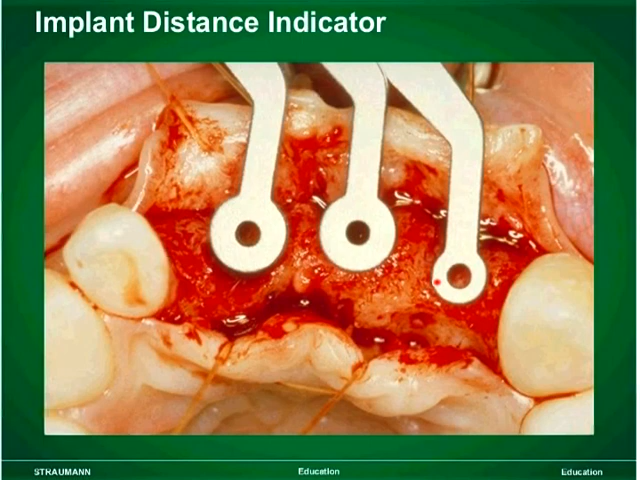 Implant Distance Indicator
STRAUMANN
Education
Education